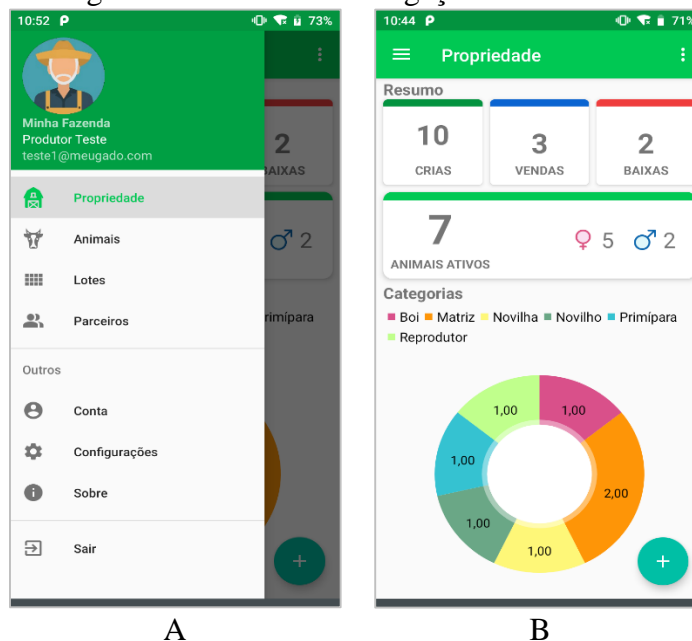 10:52 73%
Minha Fazenda
Produtor Teste
teste1@meugado.com
Propriedade
Animais
Lotes
Parceiros
Outros
Conta
Configurações
Sobre
Sair
2
BAIXAS
2
rimípara
+
A
10:44 71%
Propriedade
Resumo
10 3 2
CRIAS VENDAS BAIXAS
7 5 2
ANIMAIS ATIVOS
Categorias
Boi Matriz Novilha Novilho Primípara
Reprodutor
1,00 1,00
1,00 2,00
1,00
1,00
+
B